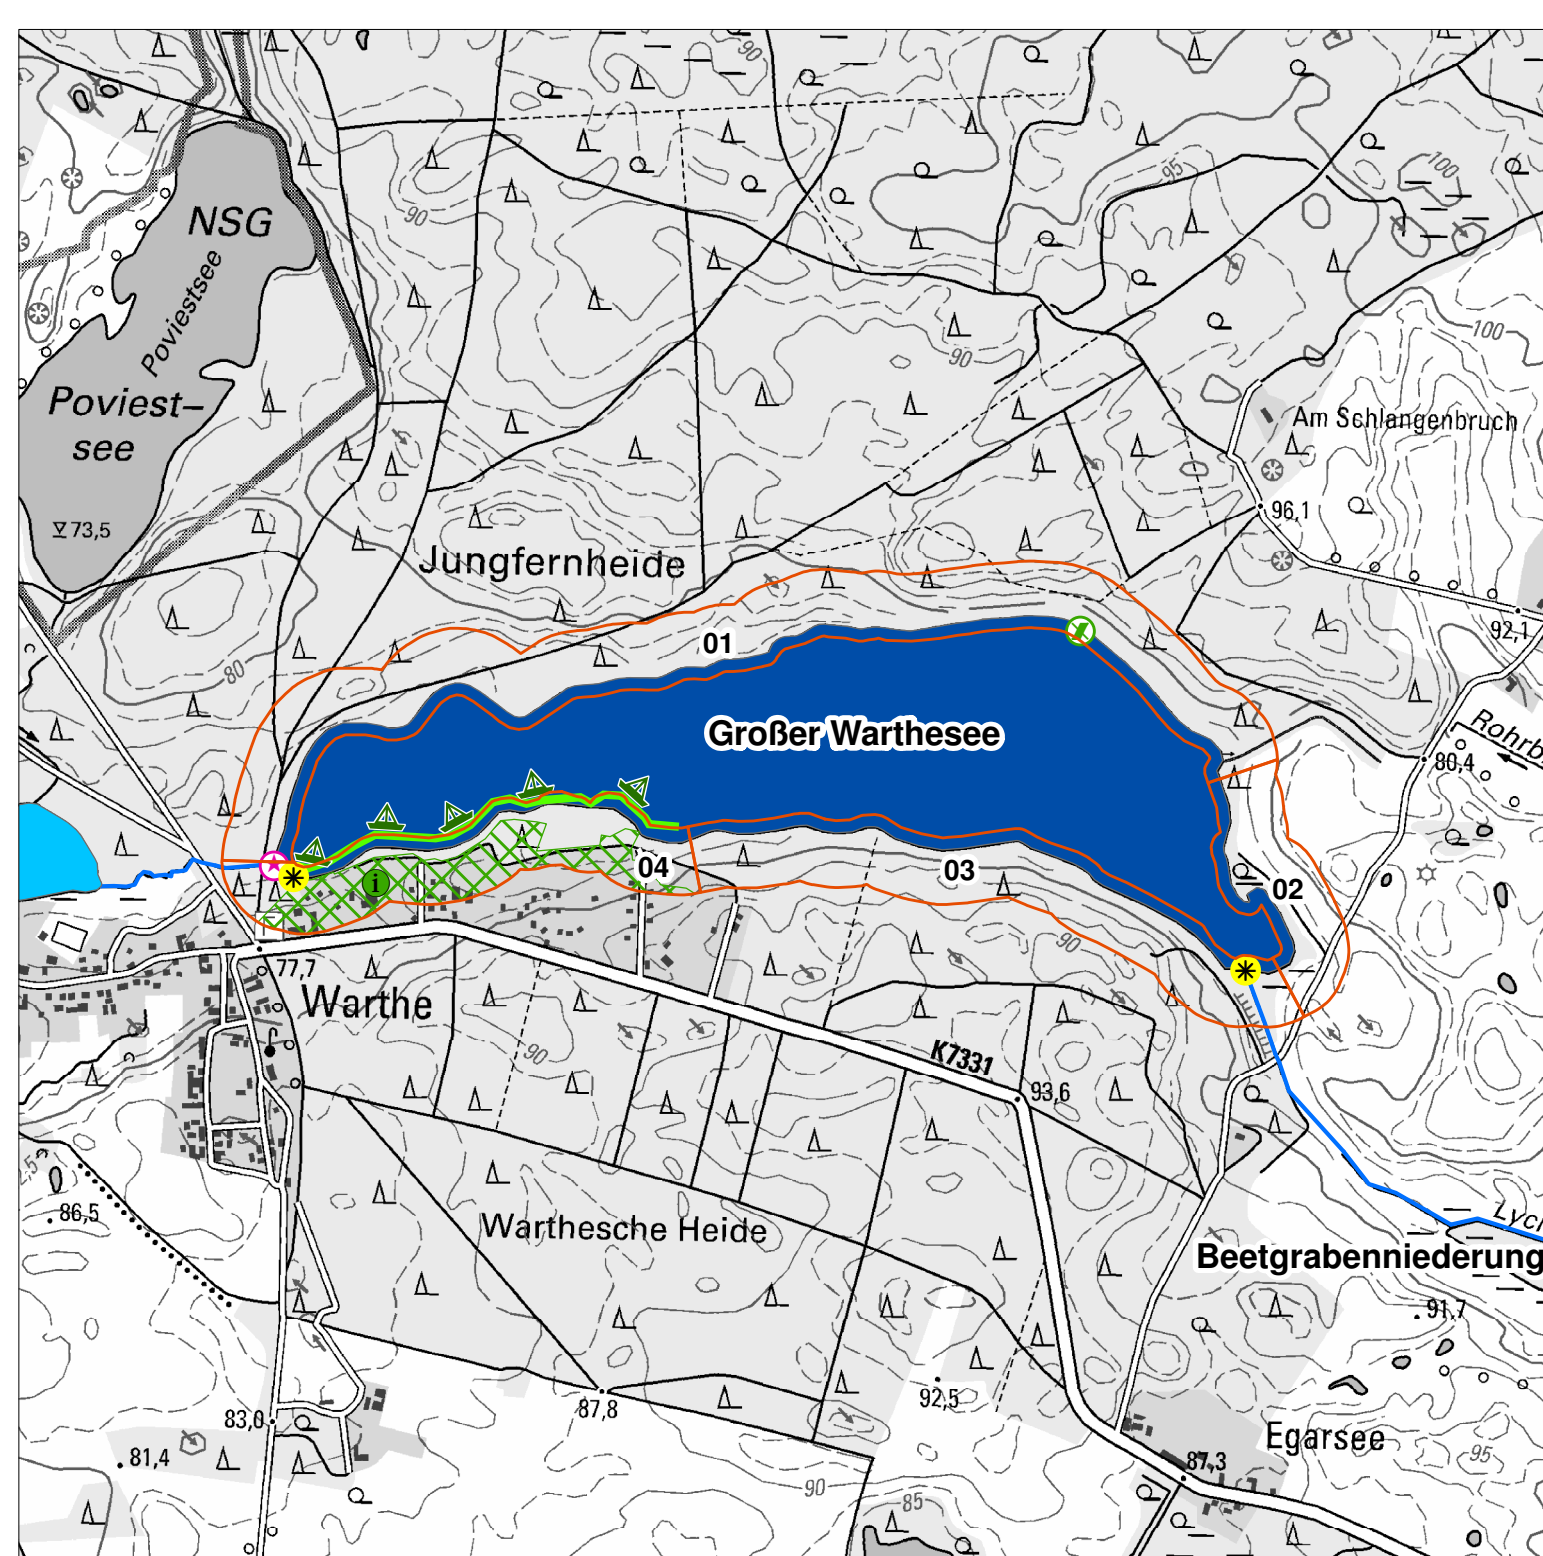 90
NSG
Poviestsee
Poviest–
see
73,5
90
95
100
100
90
Am Schlangenbruch
96,1
92,1
Jungfernheide
80
01
Großer Warthesee
Rohrb
80,4
i
04
03
02
77,7
Warthe
90
90
K7331
93,6
86,5
Warthesche Heide
Lych
Beetgrabenniederung
91,7
87,8
92,5
83,0
81,4
Egarsee
87,3
95
90
85